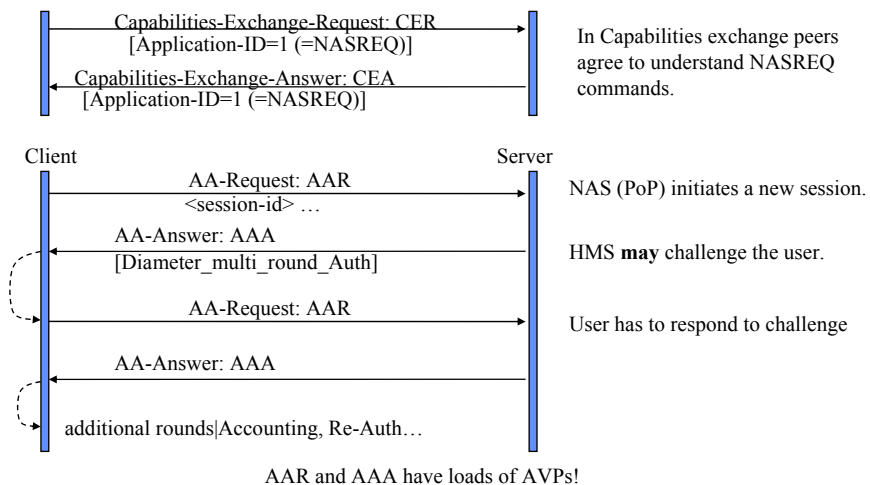 Capabilities-Exchange-Request: CER
[Application-ID=1 (=NASREQ)]
In Capabilities exchange peers
agree to understand NASREQ
commands.
Capabilities-Exchange-Answer: CEA
[Application-ID=1 (=NASREQ)]
Client
Server
AA-Request: AAR
<session-id> …
NAS (PoP) initiates a new session.
AA-Answer: AAA
[Diameter_multi_round_Auth]
HMS may challenge the user.
AA-Request: AAR
User has to respond to challenge
AA-Answer: AAA
additional rounds|Accounting, Re-Auth…
AAR and AAA have loads of AVPs!